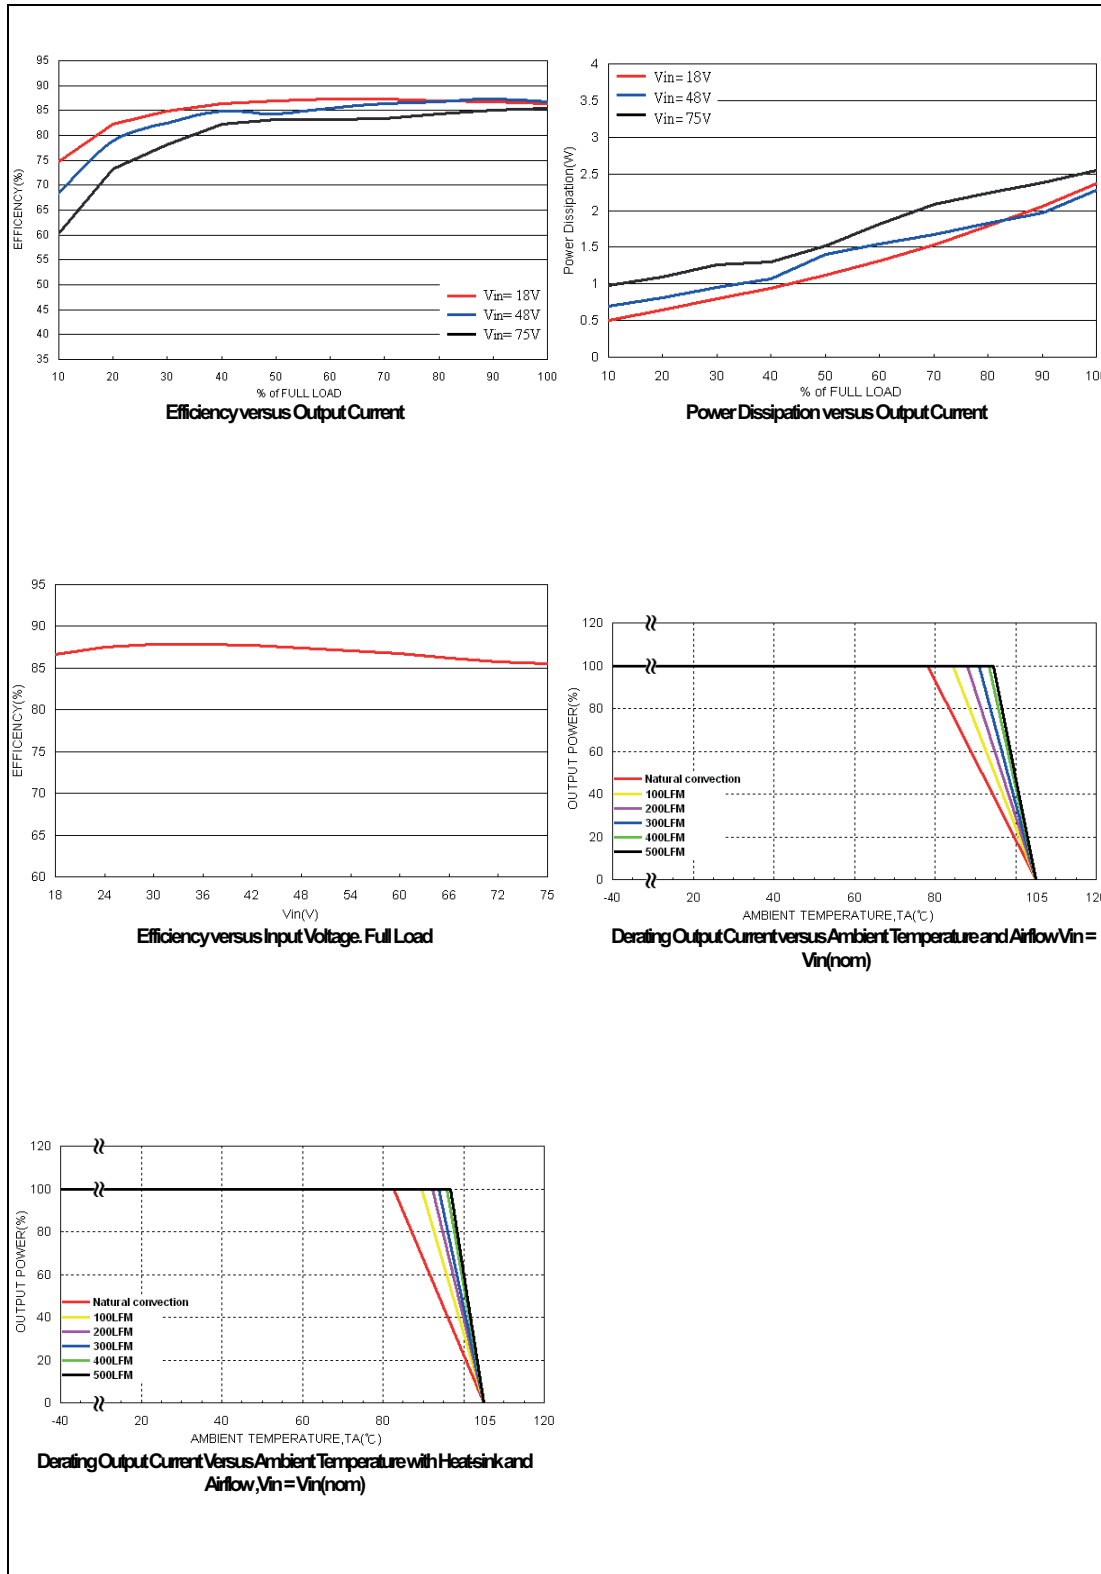 95
90
85
80
75
70
65
60
55
50
45
40
35
EFFICENCY(%)
Vin= 18V
Vin= 48V
Vin= 75V
10 20 30 40 50 60 70 80 90 100
% of FULL LOAD
Efficiency versus Output Current
4
3.5
3
2.5
2
1.5
1
0.5
0
Power Dissipation(W)
Vin= 18V
Vin= 48V
Vin= 75V
10 20 30 40 50 60 70 80 90 100
% of FULL LOAD
Power Dissipation versus Output Current
95
90
85
80
75
70
65
60
EFFICENCY(%)
18 24 30 36 42 48 54 60 66 72 75
Vin(V)
Efficiency versus Input Voltage. Full Load
120
100
80
60
40
20
0
OUTPUT POWER(%)
Natural convection
100LFM
200LFM
300LFM
400LFM
500LFM
-40 20 40 60 80 105 120
AMBIENT TEMPERATURE,TA(℃)
Derating Output Current versus Ambient Temperature and Airflow Vin =
Vin(nom)
120
100
80
60
40
20
0
OUTPUT POWER(%)
Natural convection
100LFM
200LFM
300LFM
400LFM
500LFM
-40 20 40 60 80 105 120
AMBIENT TEMPERATURE,TA(℃)
Derating Output Current Versus Ambient Temperature with Heat-sink and
Airflow ,Vin = Vin(nom)